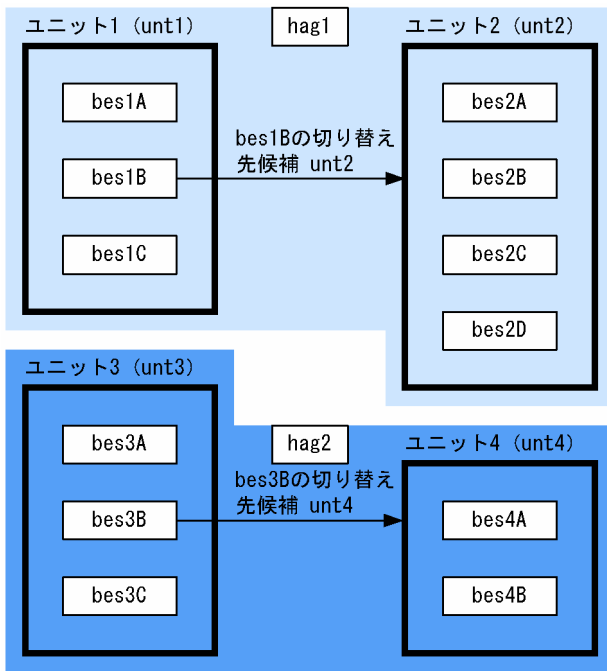 ユニット1 (unt1)
hag1
ユニット2 (unt2)
bes1A
bes1B
bes1C
bes1Bの切り替え
先候補 unt2
bes2A
bes2B
bes2C
bes2D
ユニット3 (unt3)
hag2
ユニット4 (unt4)
bes3A
bes3B
bes3C
bes3Bの切り替え
先候補 unt4
bes4A
bes4B